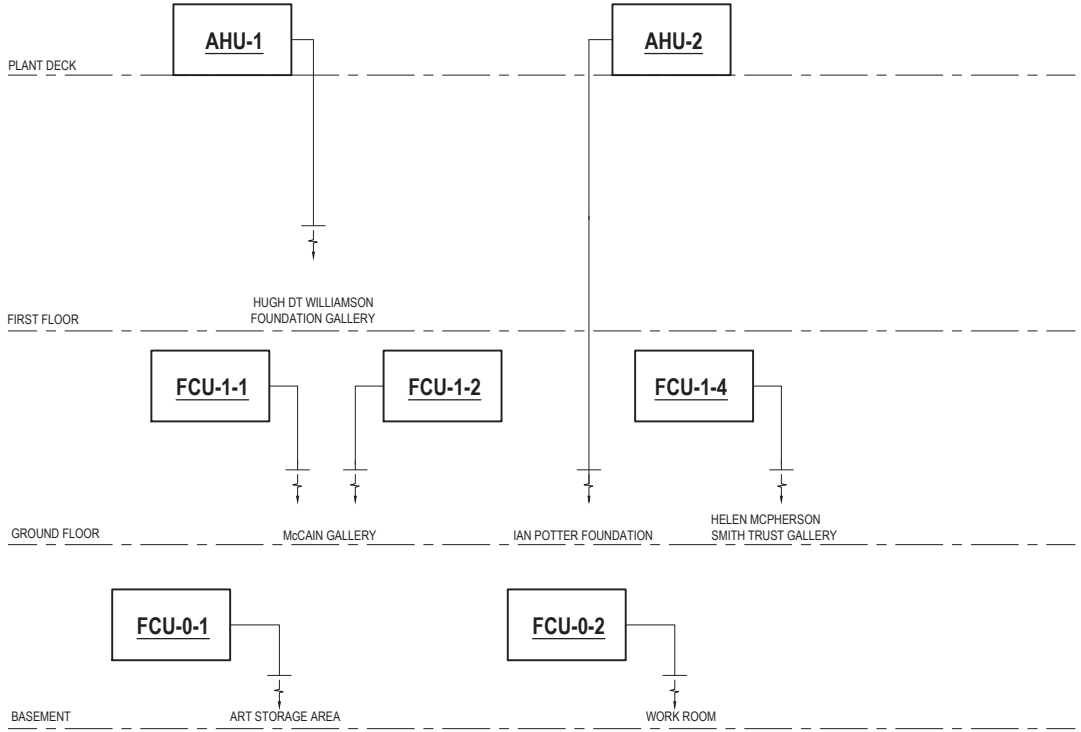 AHU-1
AHU-2
PLANT DECK
HUGH DT WILLIAMSON
FOUNDATION GALLERY
FIRST FLOOR
FCU-1-1
FCU-1-2
FCU-1-4
GROUND FLOOR
McCAIN GALLERY
IAN POTTER FOUNDATION
HELEN MCPHERSON
SMITH TRUST GALLERY
FCU-0-1
FCU-0-2
BASEMENT
ART STORAGE AREA
WORK ROOM